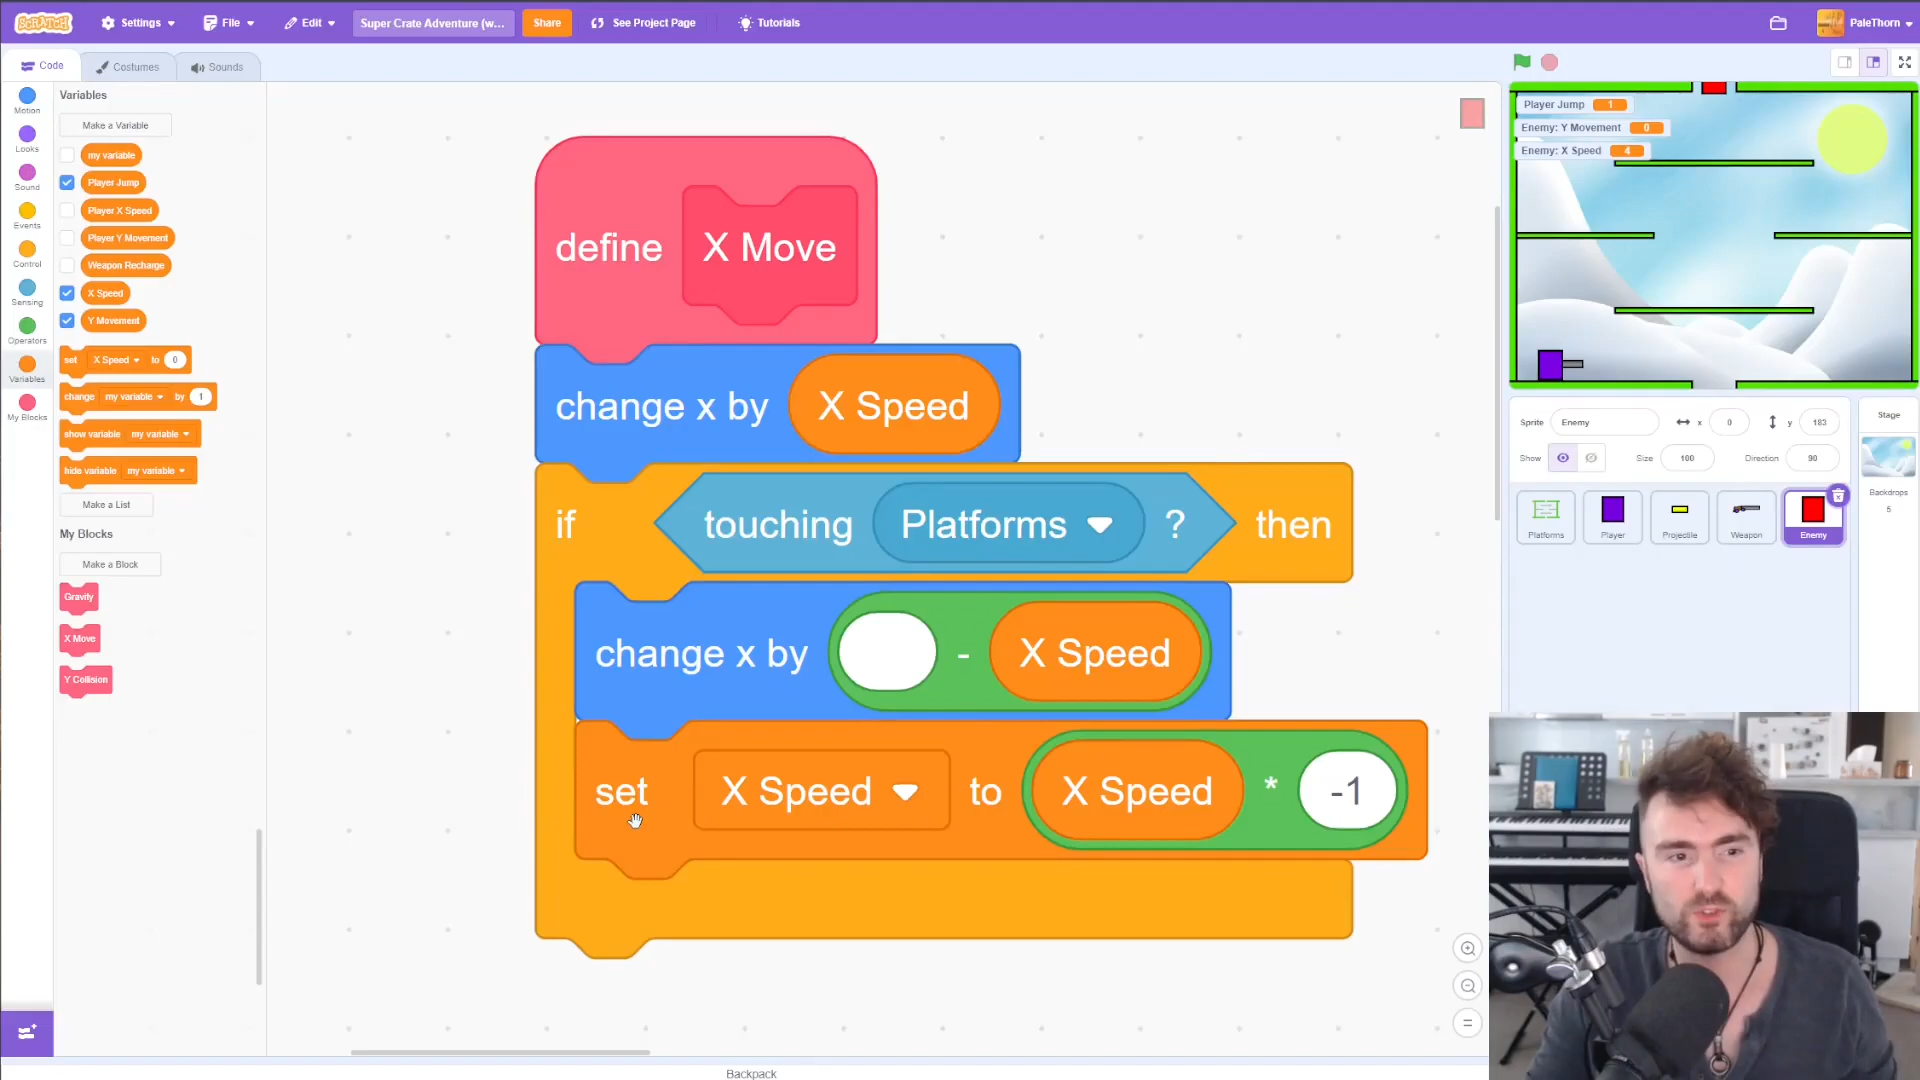 SCRATCH
Settings
File
Edit
Super Crate Adventure (w...
Share
See Project Page
Tutorials
PaleThorn
Code
Costumes
Sounds
Motion
Looks
Sound
Events
Control
Sensing
Operators
Variables
My Blocks
Variables
Make a Variable
my variable
Player Jump
Player X Speed
Player Y Movement
Weapon Recharge
X Speed
Y Movement
set X Speed to 0
change my variable by 1
show variable my variable
hide variable my variable
Make a List
My Blocks
Make a Block
Gravity
X Move
Y Collision
define X Move
change x by X Speed
if touching Platforms ? then
change x by - X Speed
set X Speed to X Speed * -1
Backpack
Player Jump 1
Enemy: Y Movement 0
Enemy: X Speed 4
Sprite Enemy x 0 y 183
Show Size 100 Direction 90
Platforms
Player
Projectile
Weapon
Enemy
Stage
Backdrops
5